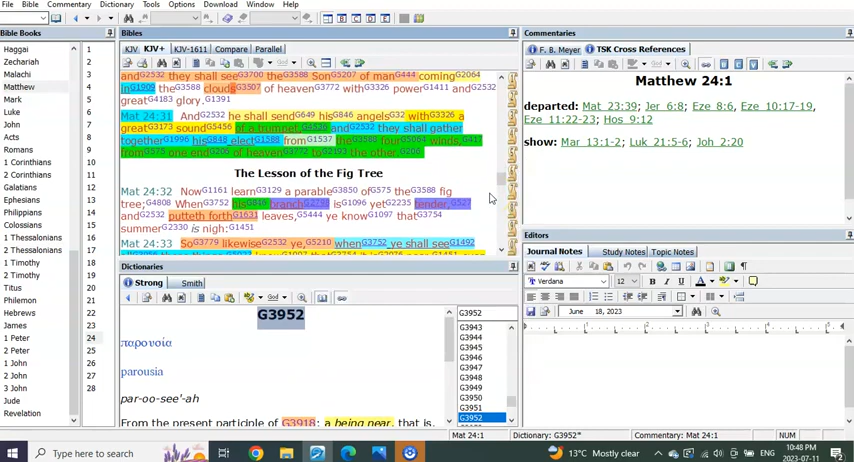 File Bible Commentary Dictionary Tools Options Download Window Help
Bible Books
Haggai
Zechariah
Malachi
Matthew
Mark
Luke
John
Acts
Romans
1 Corinthians
2 Corinthians
Galatians
Ephesians
Philippians
Colossians
1 Thessalonians
2 Thessalonians
1 Timothy
2 Timothy
Titus
Philemon
Hebrews
James
1 Peter
2 Peter
1 John
2 John
3 John
Jude
Revelation
1
2
3
4
5
6
7
8
9
10
11
12
13
14
15
16
17
18
19
20
21
22
23
24
25
26
27
28
Bibles
KJV KJV+ KJV-1611 Compare Parallel
and G2532 they shall see G3700 the G3588 Son G5207 of man G444 coming G2064
in G1909 the G3588 clouds G3507 of heaven G3772 with G3326 power G1411 and G2532
great G4183 glory. G1391
Mat 24:31 And G2532 he shall send G649 his G846 angels G32 with G3326 a
great G3173 sound G5456 of a trumpet, G4536 and G2532 they shall gather
together G1996 his G848 elect G1588 from G1537 the G3588 four G5064 winds, G417
from G575 one end G206 of heaven G3772 to G2193 the other. G206
The Lesson of the Fig Tree
Mat 24:32 Now G1161 learn G3129 a parable G3850 of G575 the G3588 fig
tree; G4808 When G3752 his G848 branch G2798 is G1096 yet G2235 tender, G527
and G2532 putteth forth G1631 leaves, G5444 ye know G1097 that G3754
summer G2330 is nigh: G1451
Mat 24:33 So G3779 likewise G2532 ye, G5210 when G3752 ye shall see G1492
Dictionaries
Strong Smith
G3952
παρουσία
parousia
par-oo-see'-ah
From the present participle of G3918; a being near, that is,
G3952
G3943
G3944
G3945
G3946
G3947
G3948
G3949
G3950
G3951
G3952
Commentaries
F. B. Meyer TSK Cross References
Matthew 24:1
departed: Mat 23:39; Jer 6:8; Eze 8:6, Eze 10:17-19,
Eze 11:22-23; Hos 9:12
show: Mar 13:1-2; Luk 21:5-6; Joh 2:20
Editors
Journal Notes Study Notes Topic Notes
Verdana 12 B I U A
June 18, 2023
1 2 3 4 5
Mat 24:1 Dictionary: G3952* Commentary: Mat 24:1 NUM
Type here to search
13°C Mostly clear ENG 10:48 PM
2023-07-11